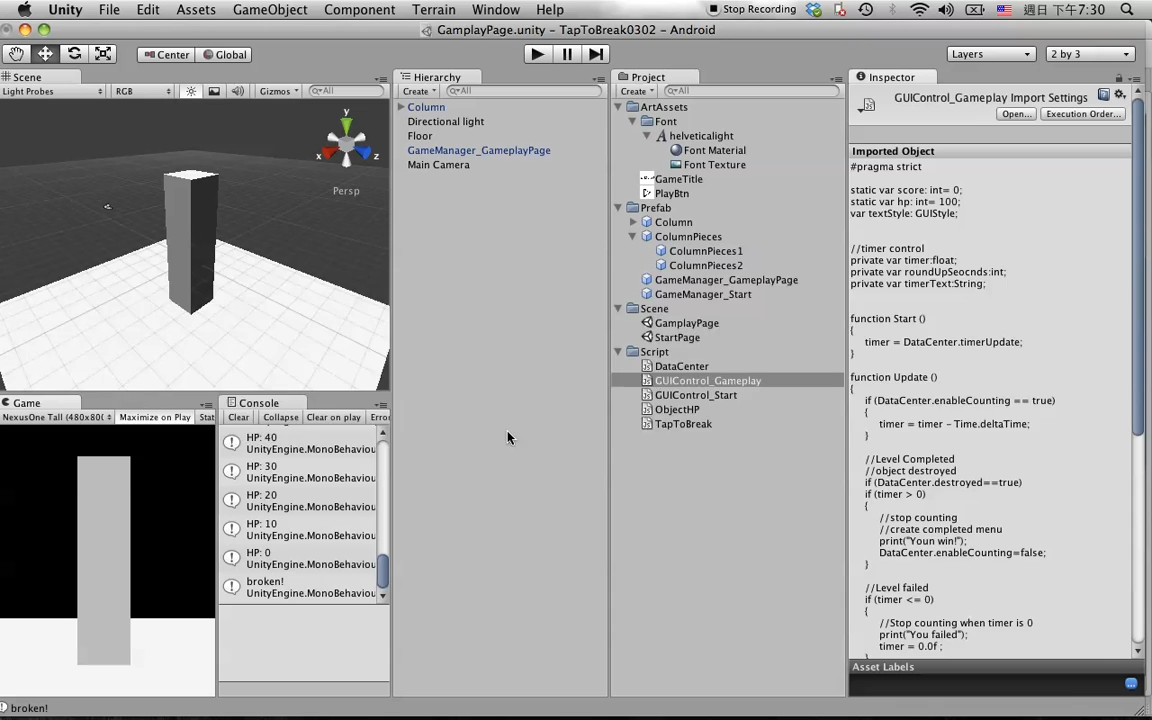 Unity File Edit Assets GameObject Component Terrain Window Help Stop Recording 週日 下午7:30
GamplayPage.unity – TapToBreak0302 – Android
Center Global Layers 2 by 3
Scene
Light Probes RGB Gizmos All
y
x
z
Persp
Hierarchy
Create All
Column
Directional light
Floor
GameManager_GameplayPage
Main Camera
Project
Create All
ArtAssets
Font
helveticalight
Font Material
Font Texture
GameTitle
PlayBtn
Prefab
Column
ColumnPieces
ColumnPieces1
ColumnPieces2
GameManager_GameplayPage
GameManager_Start
Scene
GamplayPage
StartPage
Script
DataCenter
GUIControl_Gameplay
GUIControl_Start
ObjectHP
TapToBreak
Inspector
GUIControl_Gameplay Import Settings
Open... Execution Order...
Imported Object
#pragma strict
static var score: int= 0;
static var hp: int= 100;
var textStyle: GUIStyle;
//timer control
private var timer:float;
private var roundUpSeocnds:int;
private var timerText:String;
function Start ()
{
timer = DataCenter.timerUpdate;
}
function Update ()
{
if (DataCenter.enableCounting == true)
{
timer = timer - Time.deltaTime;
}
//Level Completed
//object destroyed
if (DataCenter.destroyed==true)
if (timer > 0)
{
//stop counting
//create completed menu
print("Youn win!");
DataCenter.enableCounting=false;
}
//Level failed
if (timer <= 0)
{
//Stop counting when timer is 0
print("You failed");
timer = 0.0f ;
}
Asset Labels
Game
NexusOne Tall (480x80( Maximize on Play Stat
Console
Clear Collapse Clear on play Erro
HP: 40
UnityEngine.MonoBehaviou
HP: 30
UnityEngine.MonoBehaviou
HP: 20
UnityEngine.MonoBehaviou
HP: 10
UnityEngine.MonoBehaviou
HP: 0
UnityEngine.MonoBehaviou
broken!
UnityEngine.MonoBehaviou
broken!